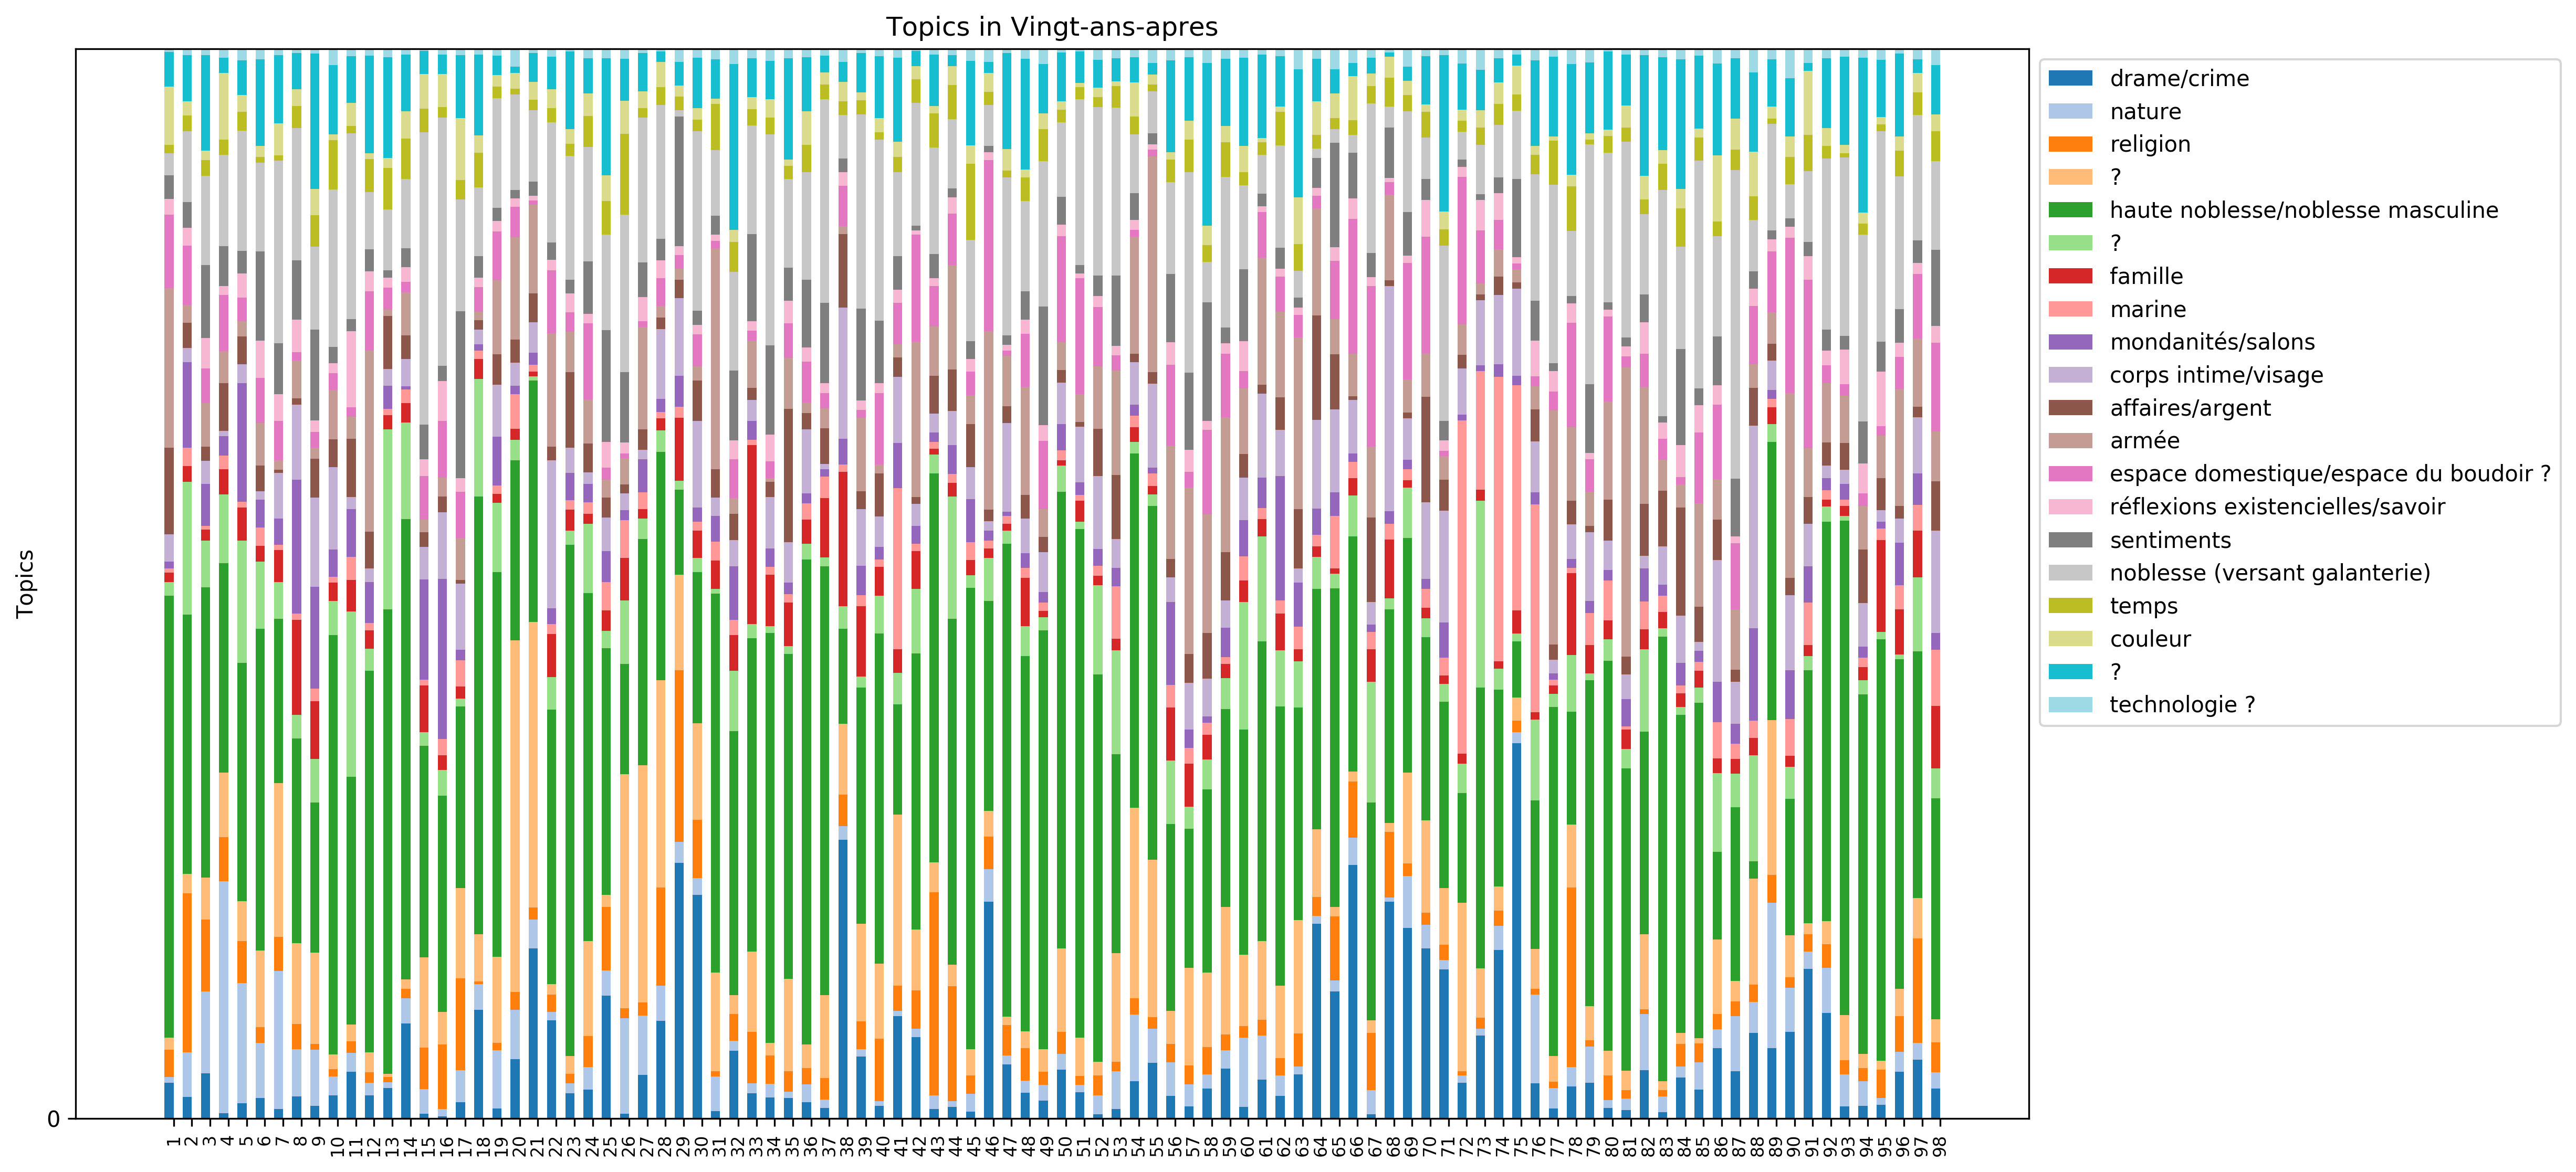 Topics in Vingt-ans-apres
Topics
0
1 2 3 4 5 6 7 8 9 10 11 12 13 14 15 16 17 18 19 20 21 22 23 24 25 26 27 28 29 30 31 32 33 34 35 36 37 38 39 40 41 42 43 44 45 46 47 48 49 50 51 52 53 54 55 56 57 58 59 60 61 62 63 64 65 66 67 68 69 70 71 72 73 74 75 76 77 78 79 80 81 82 83 84 85 86 87 88 89 90 91 92 93 94 95 96 97 98
drame/crime
nature
religion
?
haute noblesse/noblesse masculine
?
famille
marine
mondanités/salons
corps intime/visage
affaires/argent
armée
espace domestique/espace du boudoir ?
réflexions existencielles/savoir
sentiments
noblesse (versant galanterie)
temps
couleur
?
technologie ?